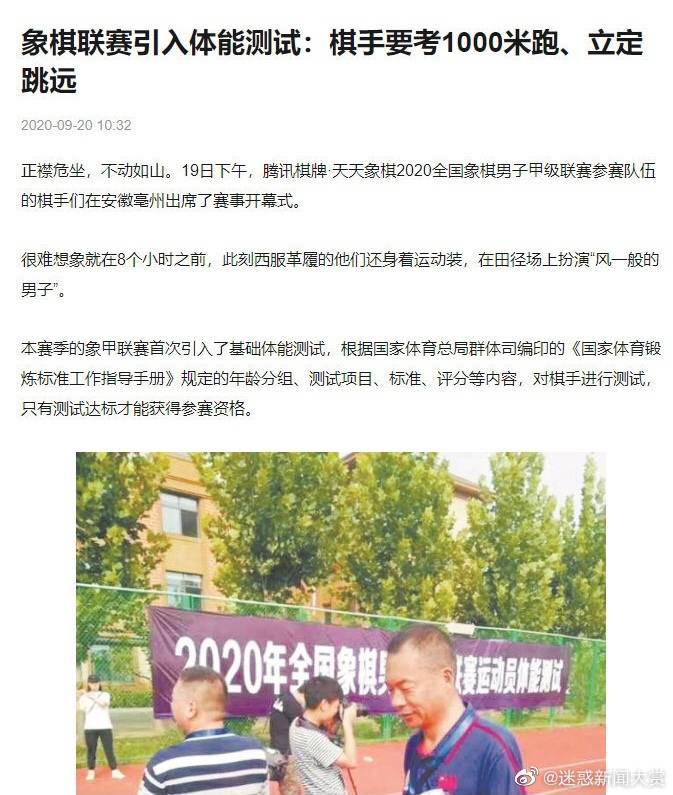 象棋联赛引入体能测试：棋手要考1000米跑、立定
跳远
2020-09-20 10:32
正襟危坐，不动如山。19日下午，腾讯棋牌·天天象棋2020全国象棋男子甲级联赛参赛队伍
的棋手们在安徽亳州出席了赛事开幕式。
很难想象就在8个小时之前，此刻西服革履的他们还身着运动装，在田径场上扮演“风一般的
男子”。
本赛季的象甲联赛首次引入了基础体能测试，根据国家体育总局群体司编印的《国家体育锻
炼标准工作指导手册》规定的年龄分组、测试项目、标准、评分等内容，对棋手进行测试，
只有测试达标才能获得参赛资格。
2020年全国象棋 联赛运动员体能测试
@迷惑新闻大赏